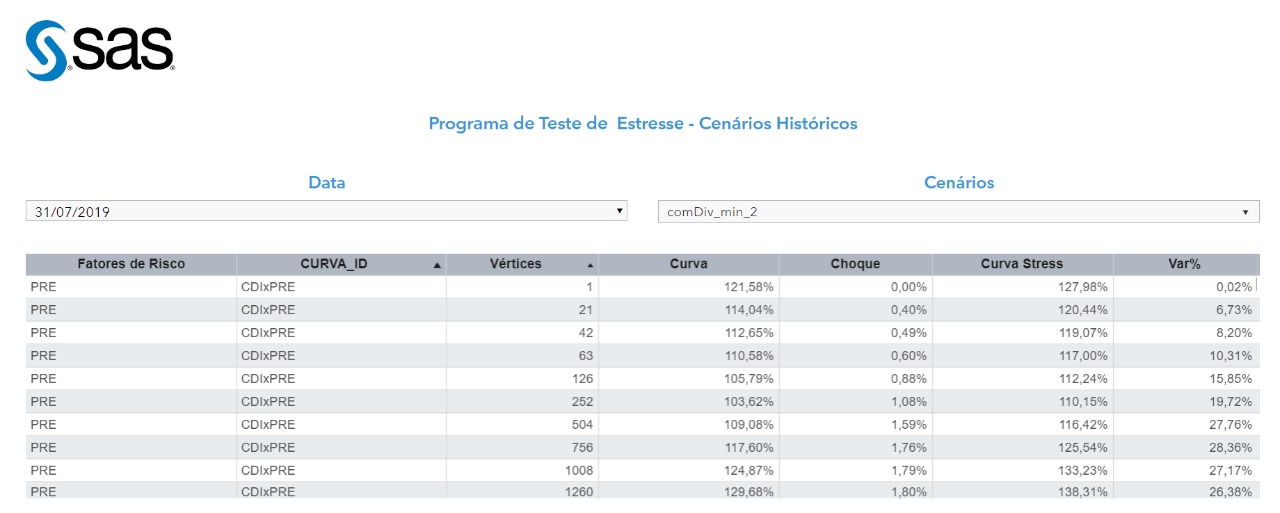 sas
Programa de Teste de Estresse - Cenários Históricos
Data Cenários
31/07/2019 comDiv_min_2
Fatores de Risco CURVA_ID Vértices Curva Choque Curva Stress Var%
PRE CDIxPRE 1 121,58% 0,00% 127,98% 0,02%
PRE CDIxPRE 21 114,04% 0,40% 120,44% 6,73%
PRE CDIxPRE 42 112,65% 0,49% 119,07% 8,20%
PRE CDIxPRE 63 110,58% 0,60% 117,00% 10,31%
PRE CDIxPRE 126 105,79% 0,88% 112,24% 15,85%
PRE CDIxPRE 252 103,62% 1,08% 110,15% 19,72%
PRE CDIxPRE 504 109,08% 1,59% 116,42% 27,76%
PRE CDIxPRE 756 117,60% 1,76% 125,54% 28,36%
PRE CDIxPRE 1008 124,87% 1,79% 133,23% 27,17%
PRE CDIxPRE 1260 129,68% 1,80% 138,31% 26,38%